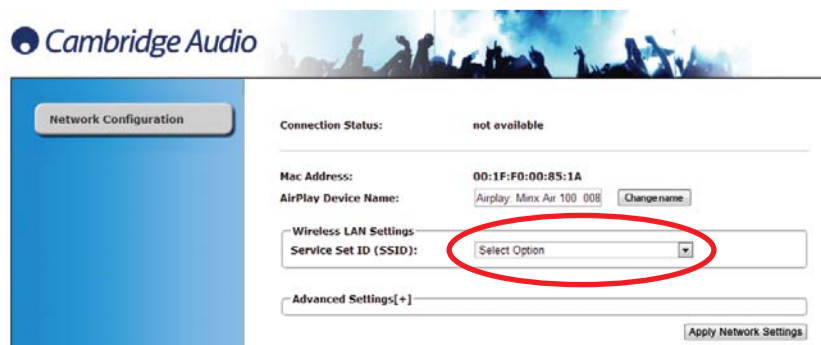 Cambridge Audio
Network Configuration
Connection Status: not available
Mac Address: 00:1F:F0:00:85:1A
AirPlay Device Name: Airplay: Minx Air 100 008 Change name
Wireless LAN Settings
Service Set ID (SSID): Select Option
Advanced Settings[+]
Apply Network Settings